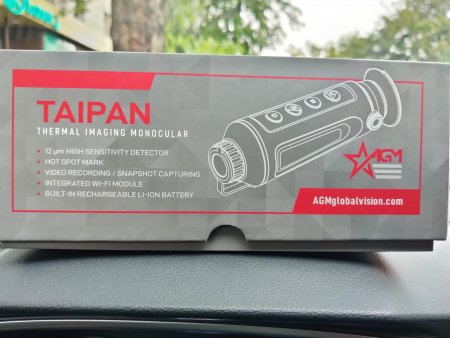 TAIPAN
THERMAL IMAGING MONOCULAR
• 12 μm HIGH SENSITIVITY DETECTOR
• HOT SPOT MARK
• VIDEO RECORDING / SNAPSHOT CAPTURING
• INTEGRATED WI-FI MODULE
• BUILT-IN RECHARGEABLE LI-ION BATTERY
AGM
AGMglobalvision.com